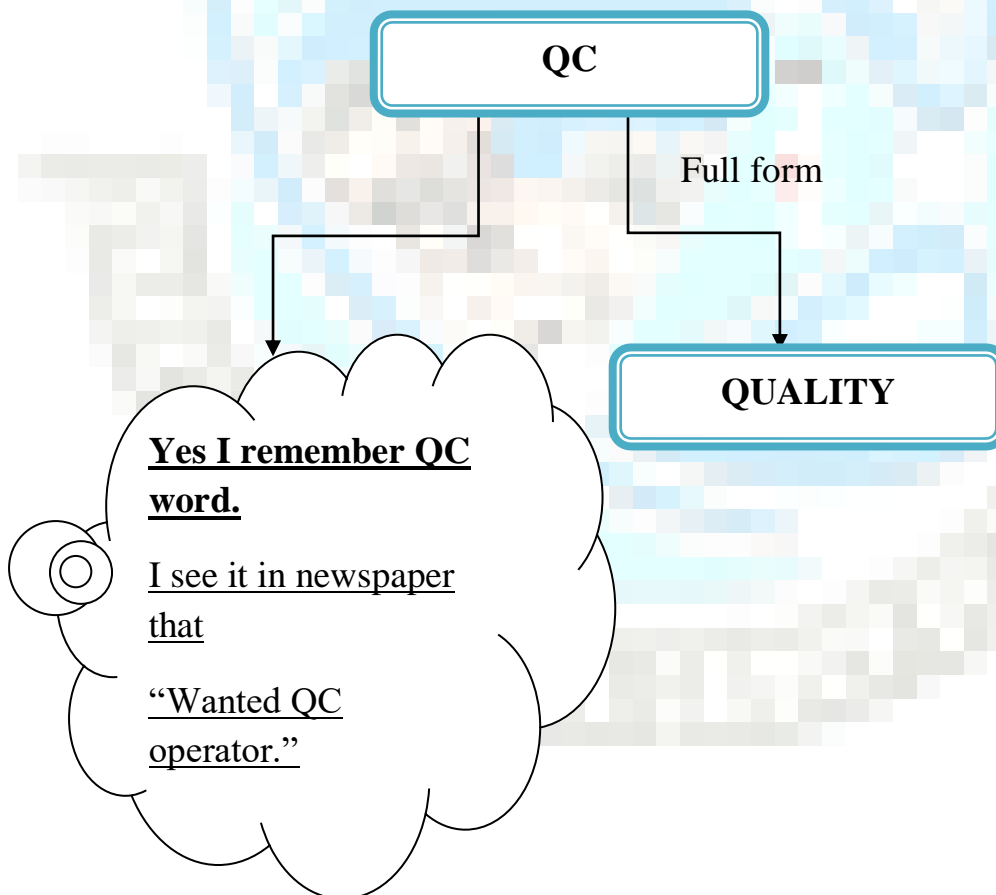 QC
Full form
QUALITY
Yes I remember QC
word.
I see it in newspaper
that
“Wanted QC
operator.”